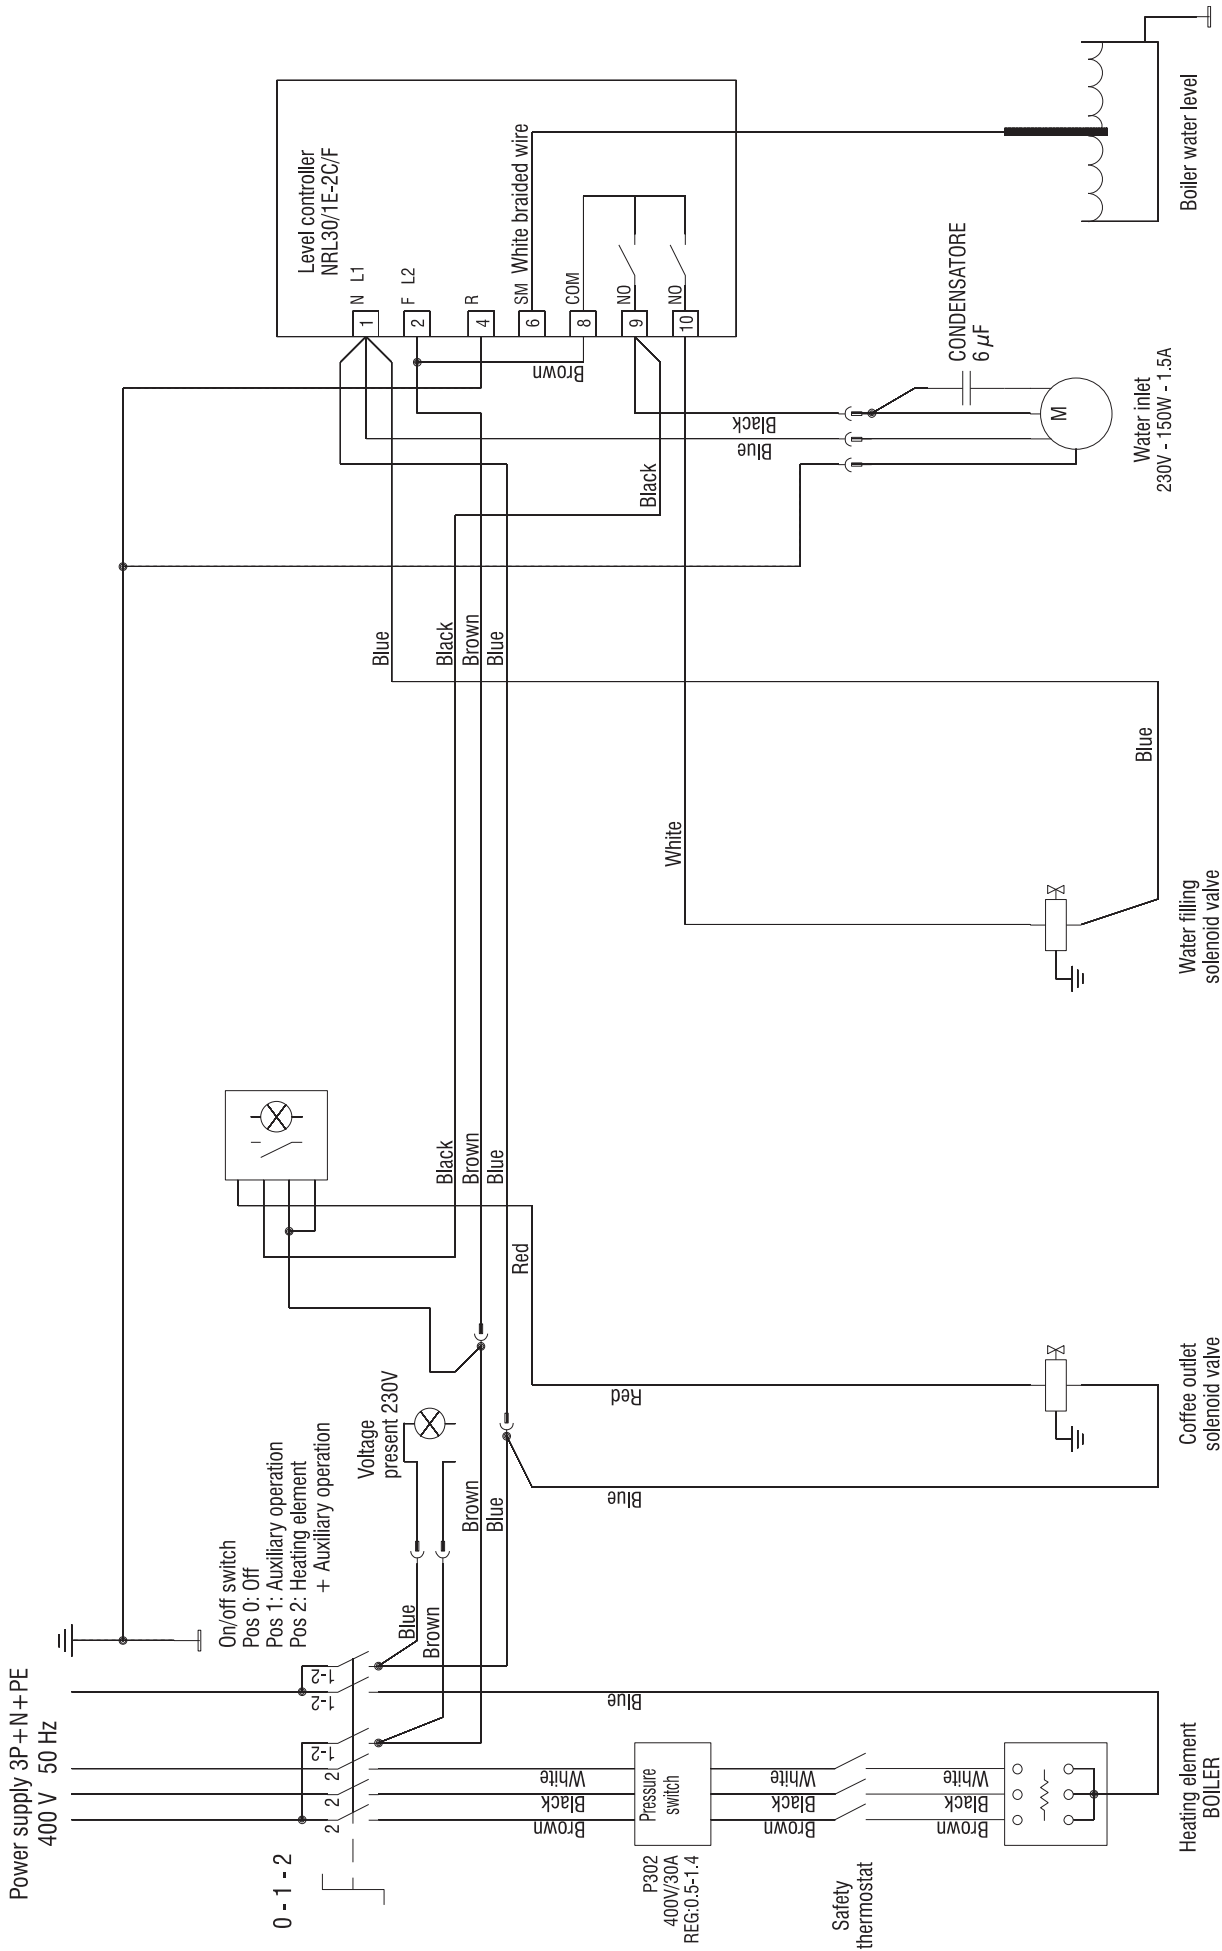 Power supply 3P+N+PE
400 V 50 Hz
0 - 1 - 2
2
2
2
1-2
1-2
1-2
On/off switch
Pos 0: Off
Pos 1: Auxiliary operation
Pos 2: Heating element
+ Auxiliary operation
Voltage
present 230V
Blue
Brown
Brown
Blue
Brown
Black
White
Blue
P302
400V/30A
REG:0.5-1.4
Pressure
switch
Brown
Black
White
Safety
thermostat
Brown
Black
White
Heating element
BOILER
Blue
Red
Red
Coffee outlet
solenoid valve
Black
Brown
Blue
White
Blue
Water filling
solenoid valve
Blue
Black
Brown
Blue
Black
Blue
Black
Brown
Level controller
NRL30/1E-2C/F
N L1
1
F L2
2
R
4
SM White braided wire
6
COM
8
NO
9
NO
10
CONDENSATORE
6 µF
M
Water inlet
230V - 150W - 1.5A
Boiler water level